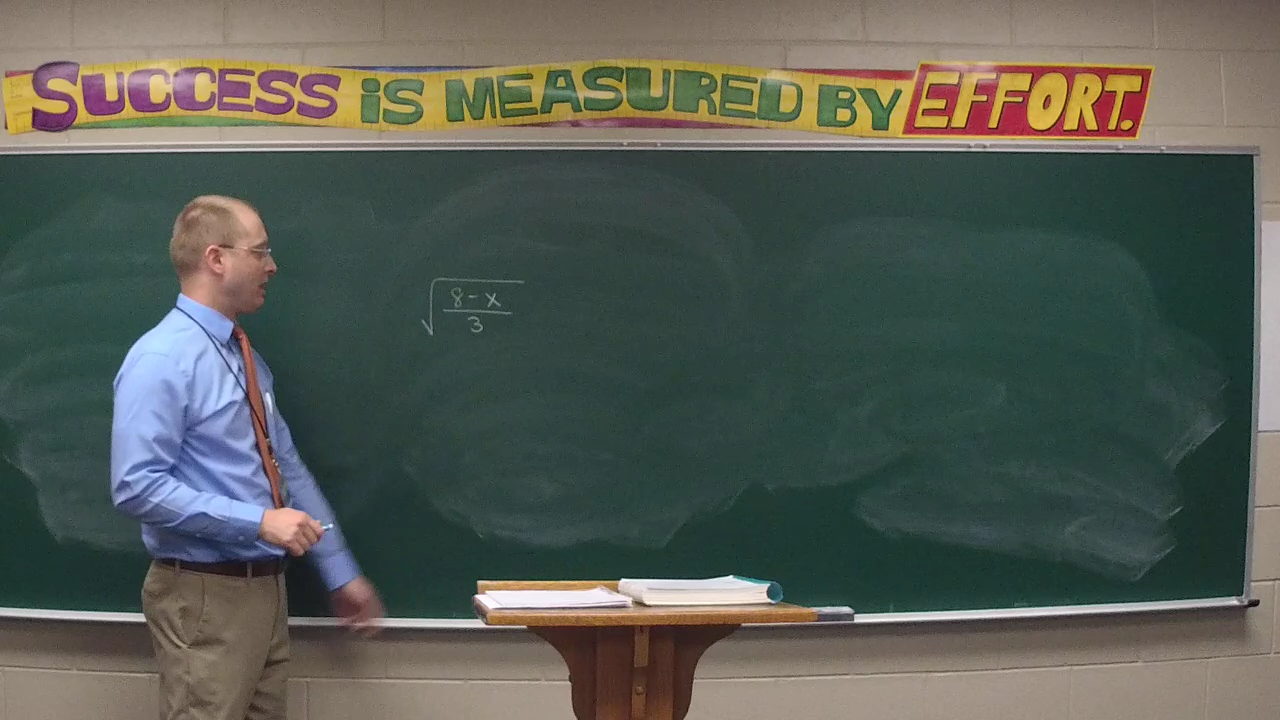 SUCCESS iS MEASURED BY EFFORT.
√((8-x)/3)